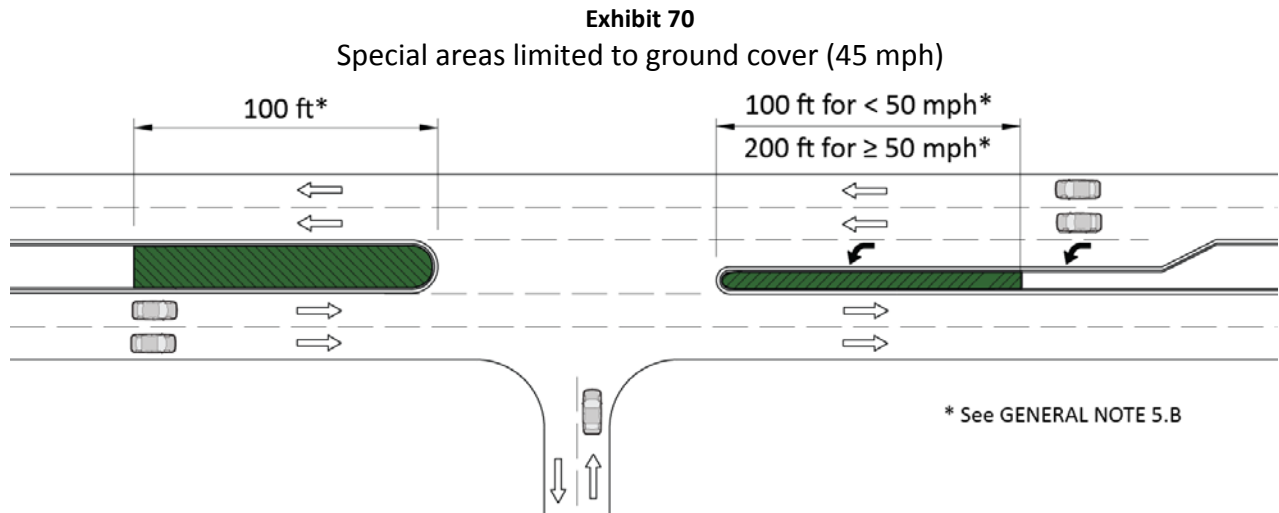 Exhibit 70
Special areas limited to ground cover (45 mph)
100 ft*
100 ft for < 50 mph*
200 ft for ≥ 50 mph*
* See GENERAL NOTE 5.B